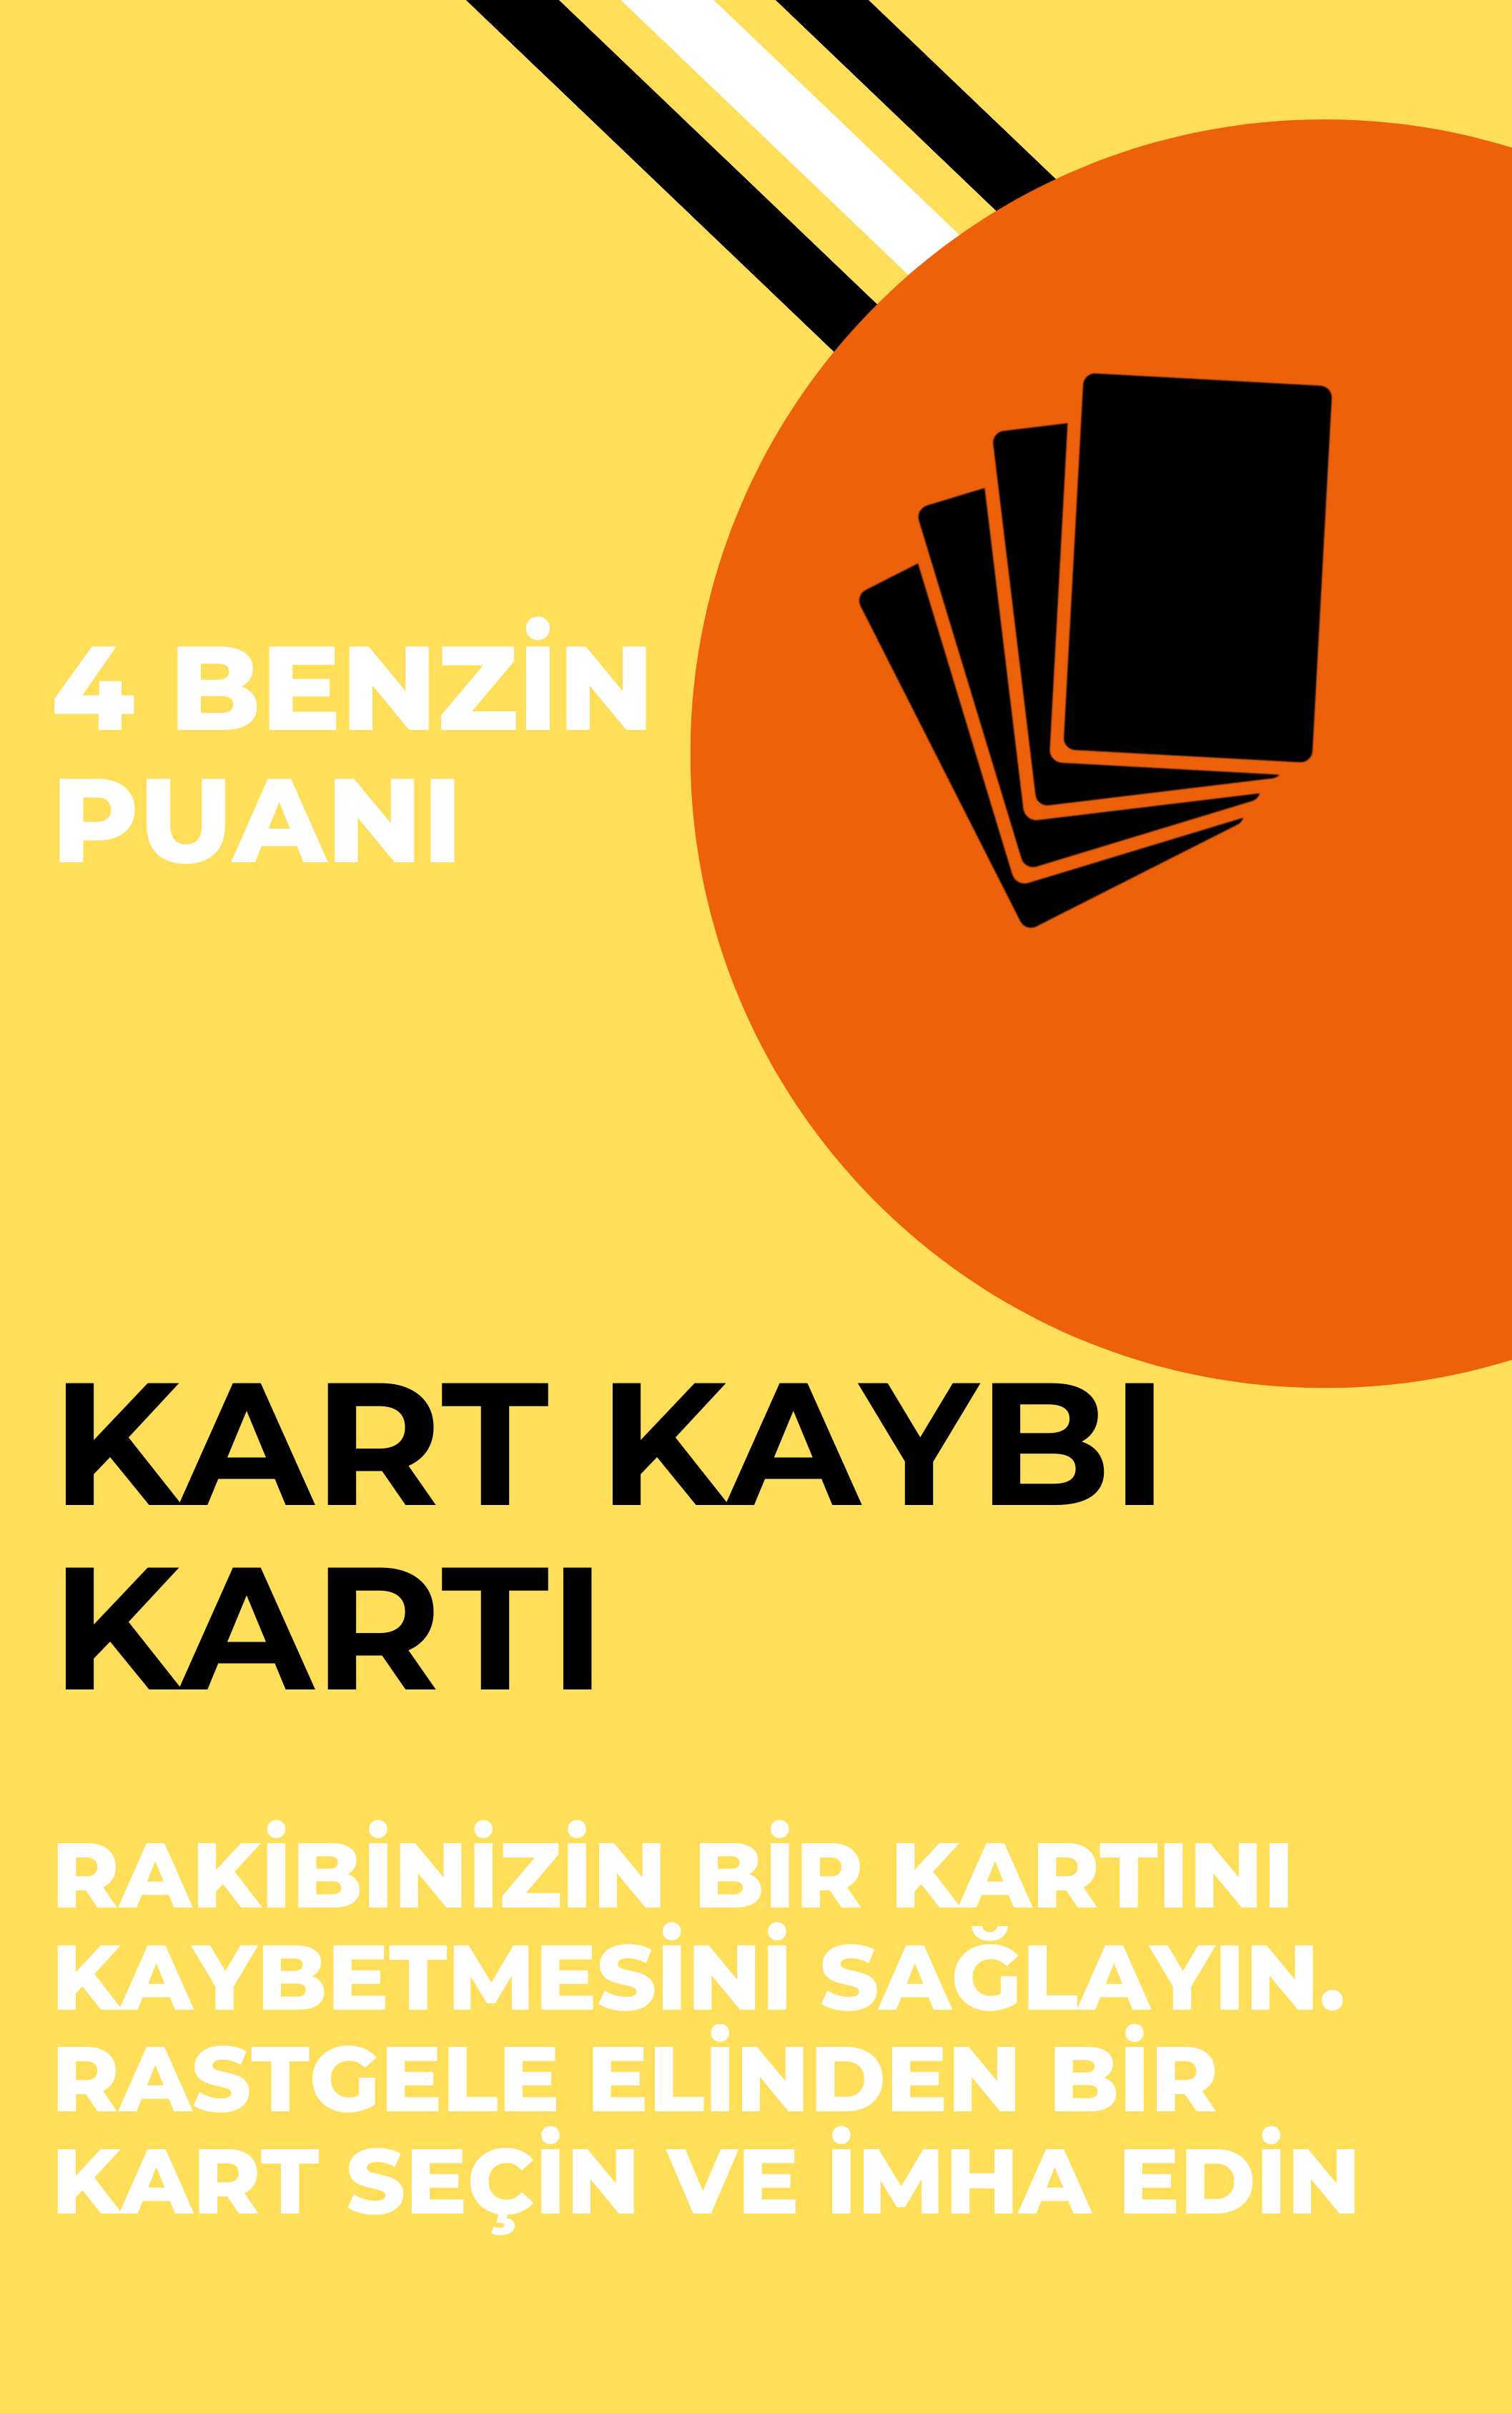 4 BENZİN
PUANI
KART KAYBI
KARTI
RAKİBİNİZİN BİR KARTINI
KAYBETMESİNİ SAĞLAYIN.
RASTGELE ELİNDEN BİR
KART SEÇİN VE İMHA EDİN